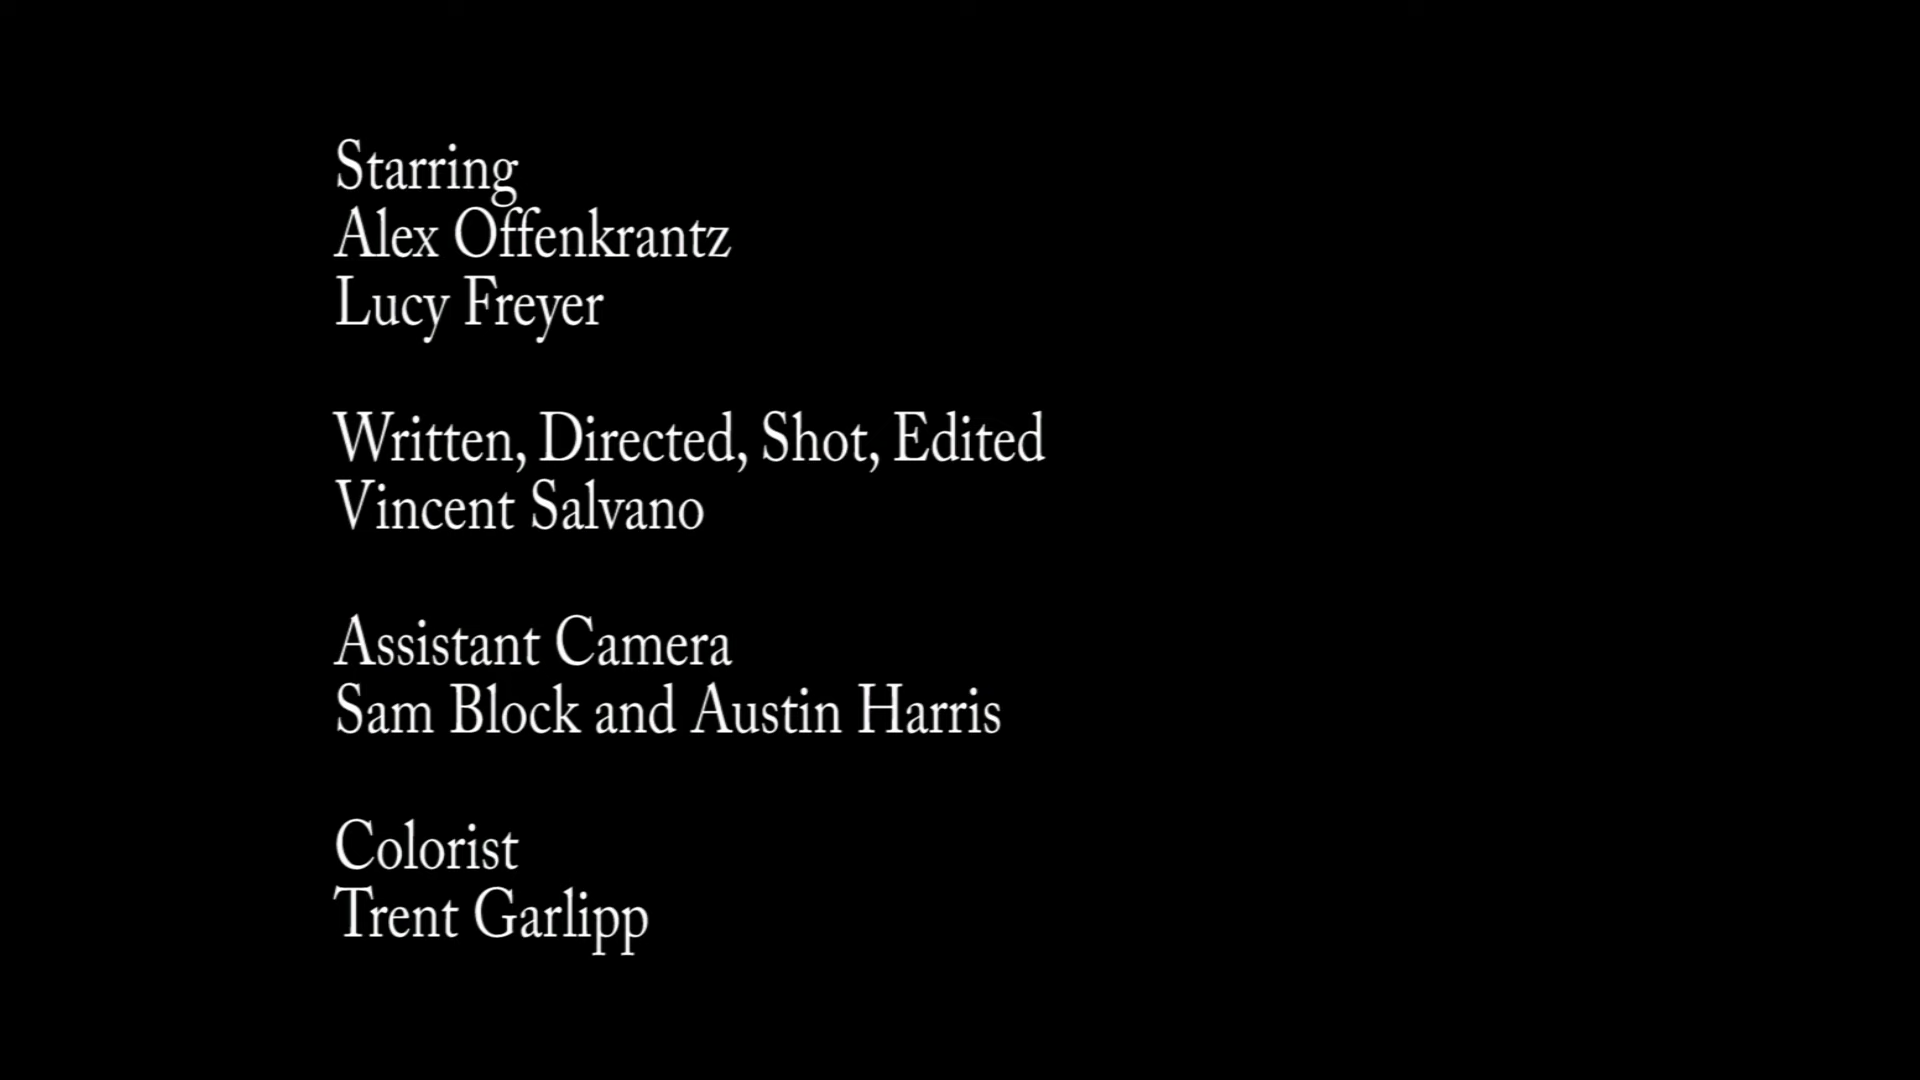 Starring
Alex Offenkrantz
Lucy Freyer
Written, Directed, Shot, Edited
Vincent Salvano
Assistant Camera
Sam Block and Austin Harris
Colorist
Trent Garlipp